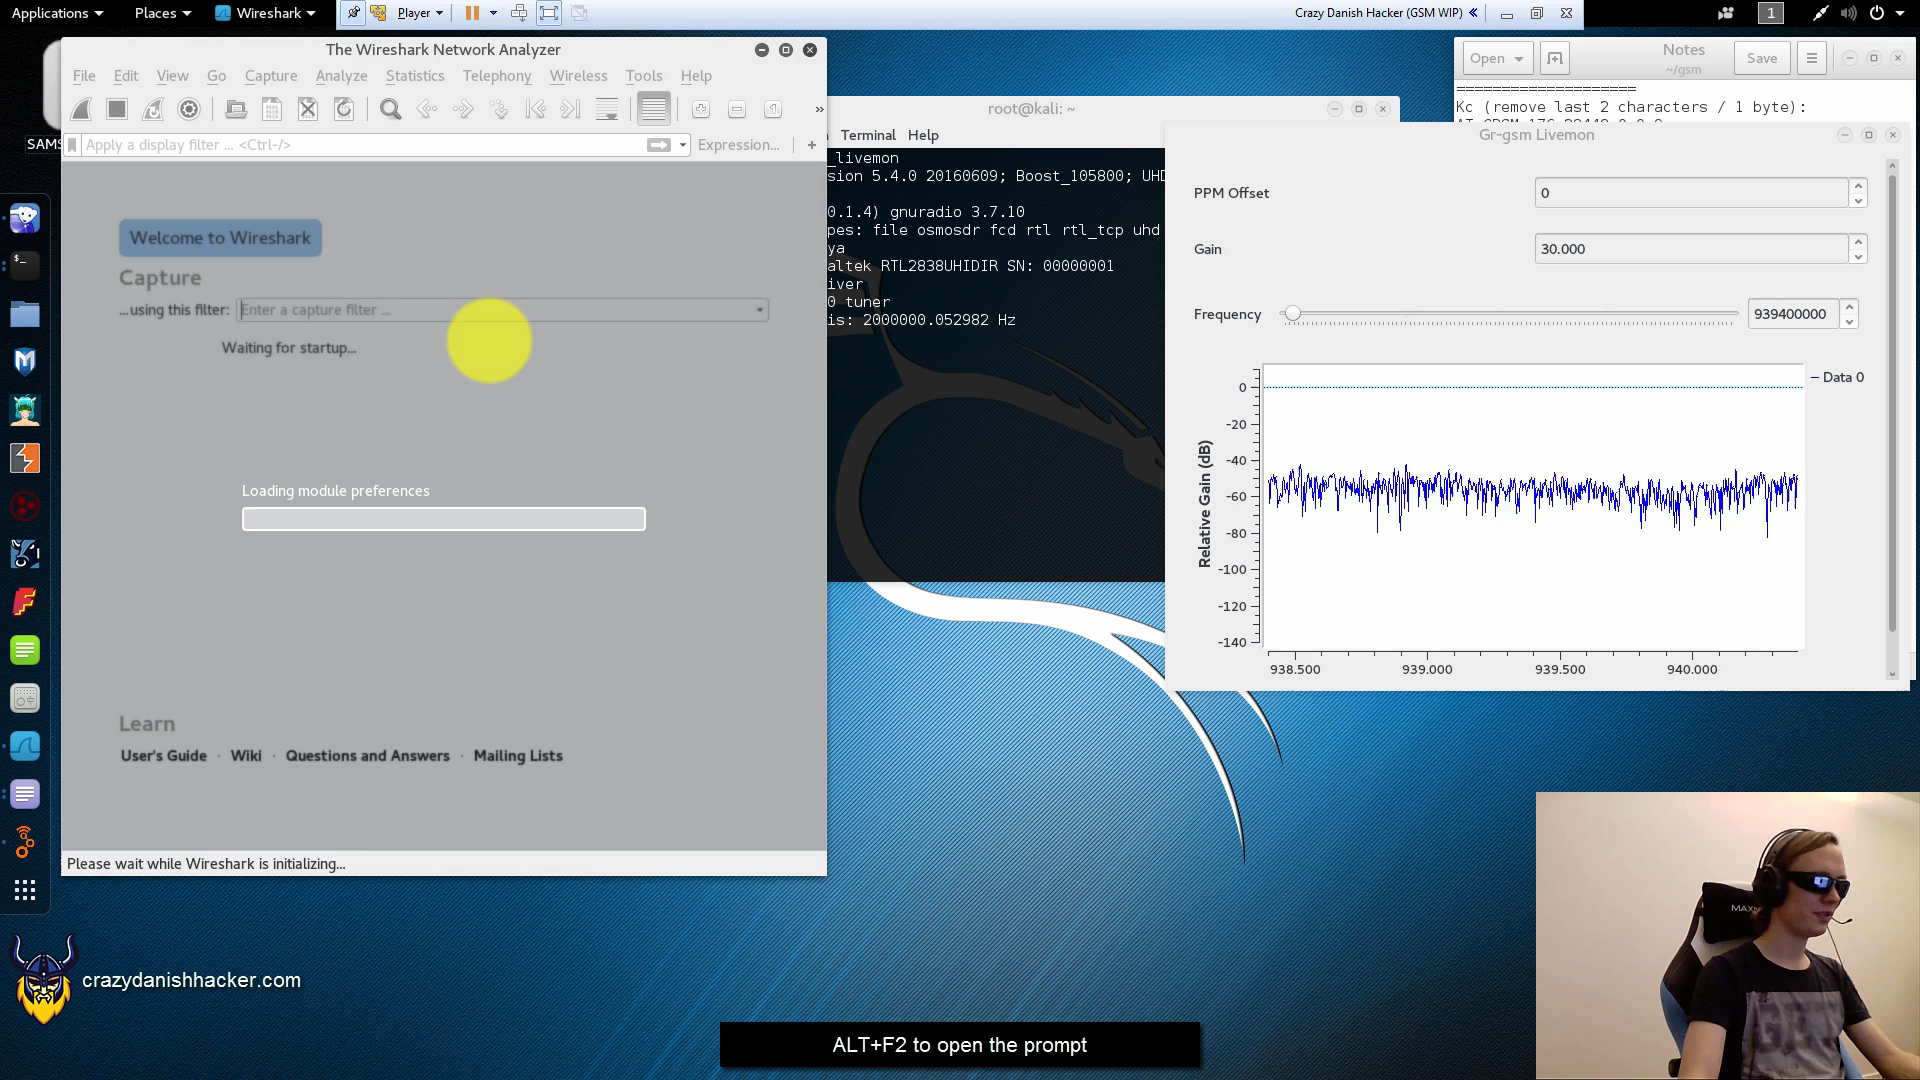 Applications
Places
Wireshark
Player
Crazy Danish Hacker (GSM WIP)
1
The Wireshark Network Analyzer
File Edit View Go Capture Analyze Statistics Telephony Wireless Tools Help
»
Apply a display filter ... <Ctrl-/>
Expression...
+
Welcome to Wireshark
Capture
...using this filter:
Enter a capture filter ...
Waiting for startup...
Loading module preferences
Learn
User's Guide · Wiki · Questions and Answers · Mailing Lists
Please wait while Wireshark is initializing...
SAMS
root@kali: ~
Terminal Help
_livemon
sion 5.4.0 20160609; Boost_105800; UHD
0.1.4) gnuradio 3.7.10
pes: file osmosdr fcd rtl rtl_tcp uhd
ya
altek RTL2838UHIDIR SN: 00000001
iver
0 tuner
is: 2000000.052982 Hz
Open
Notes
~/gsm
Save
====================
Kc (remove last 2 characters / 1 byte):
Gr-gsm Livemon
PPM Offset
0
Gain
30.000
Frequency
939400000
Data 0
Relative Gain (dB)
0
-20
-40
-60
-80
-100
-120
-140
938.500 939.000 939.500 940.000
crazydanishhacker.com
ALT+F2 to open the prompt